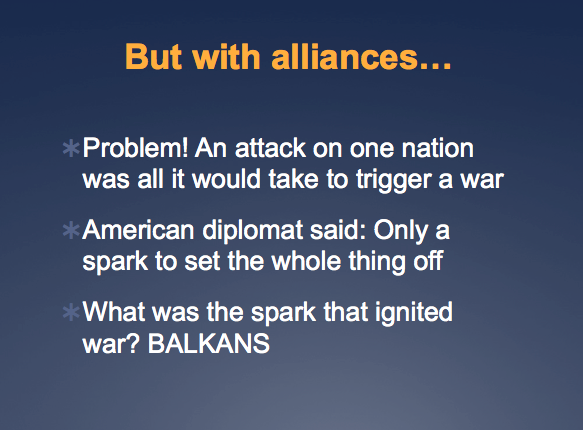 But with alliances…
Problem! An attack on one nation
was all it would take to trigger a war
American diplomat said: Only a
spark to set the whole thing off
What was the spark that ignited
war? BALKANS